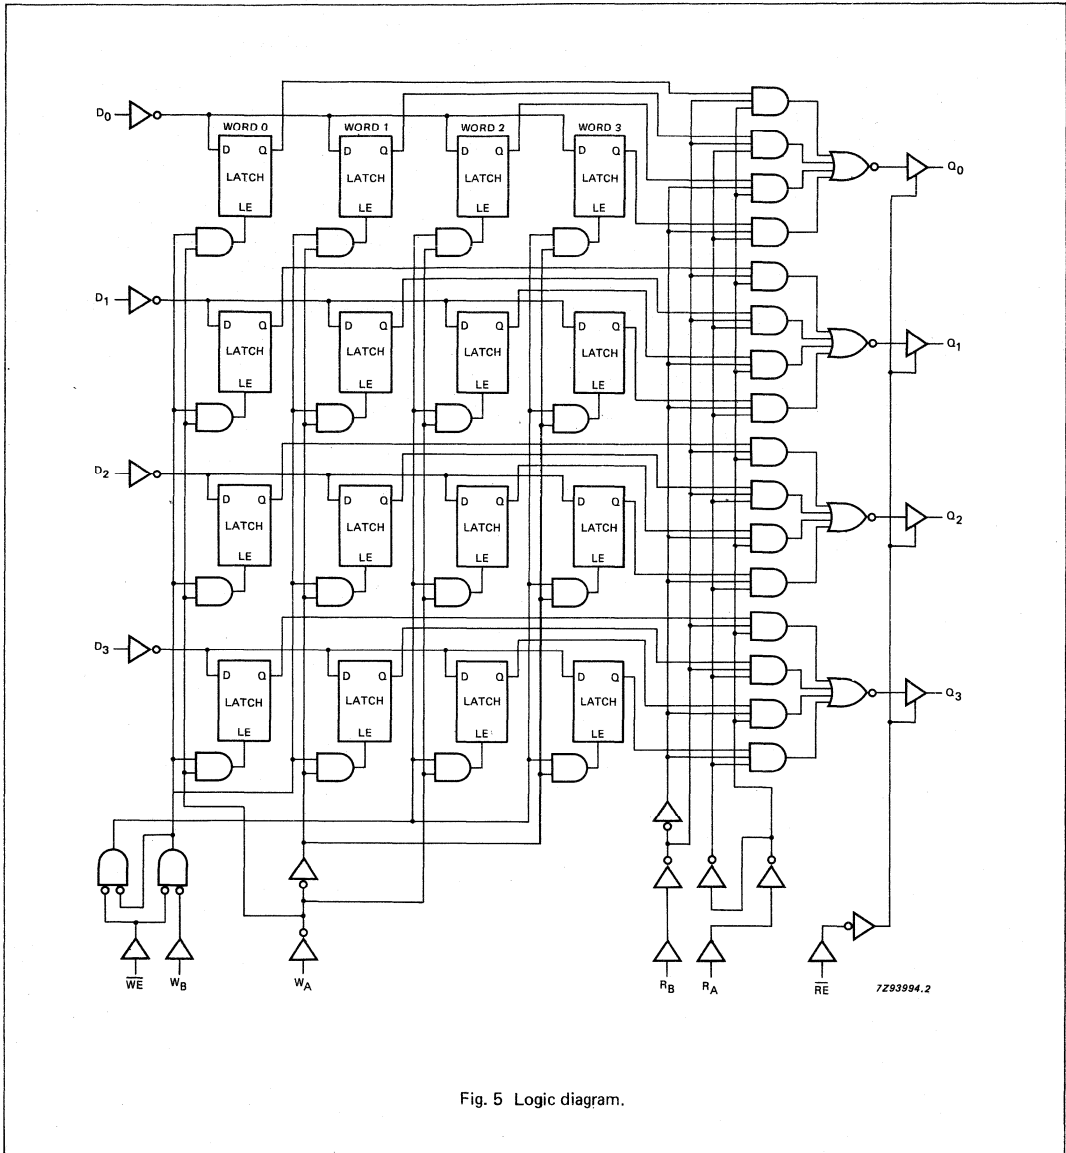 D0
WORD 0 WORD 1 WORD 2 WORD 3
D Q D Q D Q D Q
LATCH LATCH LATCH LATCH
LE LE LE LE
Q0
D1
D Q D Q D Q D Q
LATCH LATCH LATCH LATCH
LE LE LE LE
Q1
D2
D Q D Q D Q D Q
LATCH LATCH LATCH LATCH
LE LE LE LE
Q2
D3
D Q D Q D Q D Q
LATCH LATCH LATCH LATCH
LE LE LE LE
Q3
W̅E̅ WB WA RB RA R̅E̅
7Z93994.2
Fig. 5 Logic diagram.